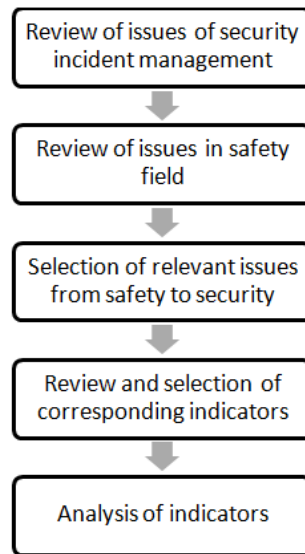 Review of issues of security
incident management
Review of issues in safety
field
Selection of relevant issues
from safety to security
Review and selection of
corresponding indicators
Analysis of indicators